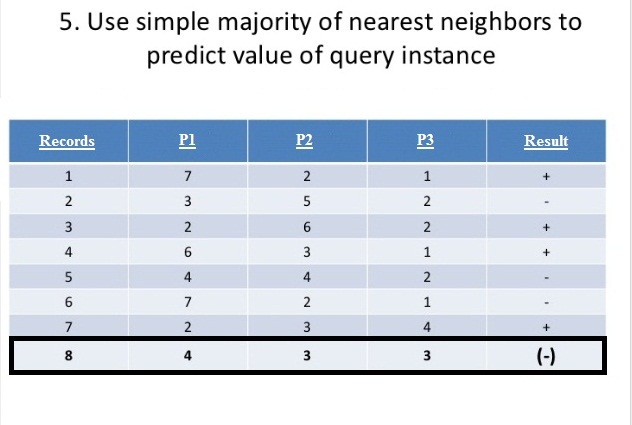 5. Use simple majority of nearest neighbors to
predict value of query instance
Records P1 P2 P3 Result
1 7 2 1 +
2 3 5 2 -
3 2 6 2 +
4 6 3 1 +
5 4 4 2 -
6 7 2 1 -
7 2 3 4 +
8 4 3 3 (-)